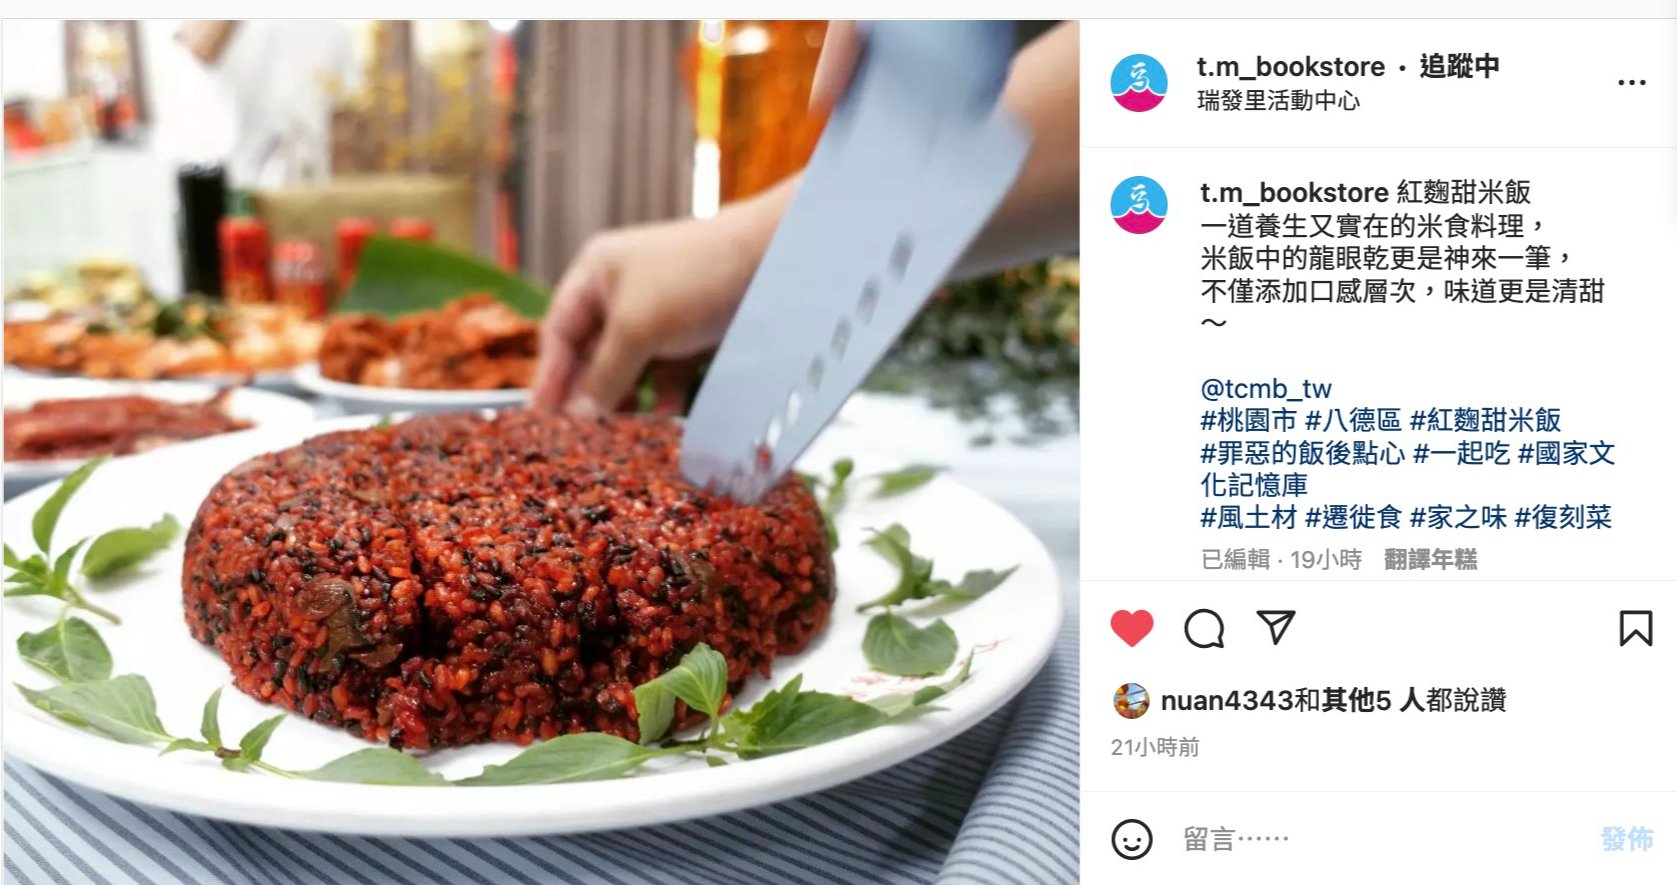 t.m_bookstore • 追蹤中
瑞發里活動中心
t.m_bookstore 紅麴甜米飯
一道養生又實在的米食料理，
米飯中的龍眼乾更是神來一筆，
不僅添加口感層次，味道更是清甜
～
@tcmb_tw
#桃園市 #八德區 #紅麴甜米飯
#罪惡的飯後點心 #一起吃 #國家文
化記憶庫
#風土材 #遷徙食 #家之味 #復刻菜
已編輯 · 19小時 翻譯年糕
nuan4343和其他5 人都說讚
21小時前
留言……
發佈